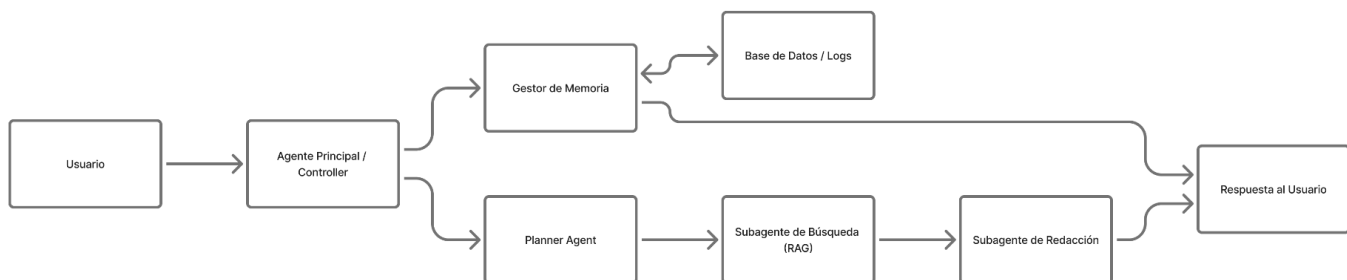 Base de Datos / Logs
Gestor de Memoria
Usuario
Agente Principal /
Controller
Respuesta al Usuario
Planner Agent
Subagente de Búsqueda
(RAG)
Subagente de Redacción